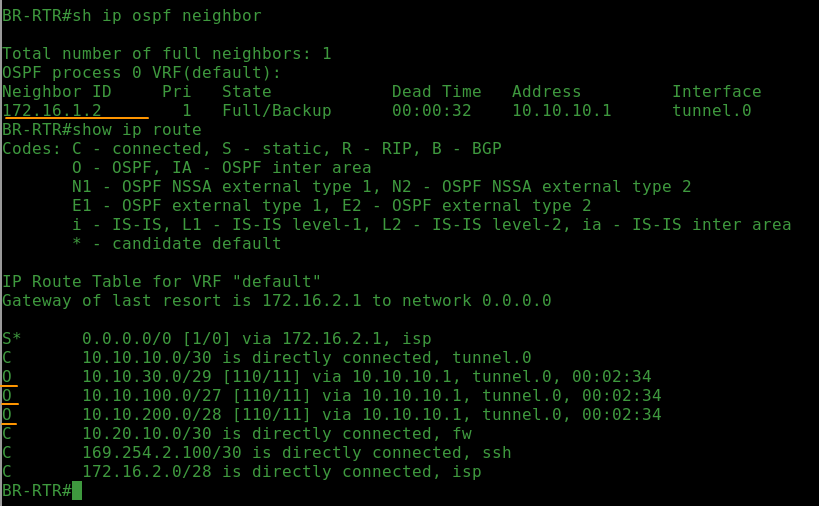 BR-RTR#sh ip ospf neighbor
Total number of full neighbors: 1
OSPF process 0 VRF(default):
Neighbor ID     Pri   State            Dead Time   Address         Interface
172.16.1.2        1   Full/Backup      00:00:32    10.10.10.1      tunnel.0
BR-RTR#show ip route
Codes: C - connected, S - static, R - RIP, B - BGP
       O - OSPF, IA - OSPF inter area
       N1 - OSPF NSSA external type 1, N2 - OSPF NSSA external type 2
       E1 - OSPF external type 1, E2 - OSPF external type 2
       i - IS-IS, L1 - IS-IS level-1, L2 - IS-IS level-2, ia - IS-IS inter area
       * - candidate default
IP Route Table for VRF "default"
Gateway of last resort is 172.16.2.1 to network 0.0.0.0
S*      0.0.0.0/0 [1/0] via 172.16.2.1, isp
C       10.10.10.0/30 is directly connected, tunnel.0
O       10.10.30.0/29 [110/11] via 10.10.10.1, tunnel.0, 00:02:34
O       10.10.100.0/27 [110/11] via 10.10.10.1, tunnel.0, 00:02:34
O       10.10.200.0/28 [110/11] via 10.10.10.1, tunnel.0, 00:02:34
C       10.20.10.0/30 is directly connected, fw
C       169.254.2.100/30 is directly connected, ssh
C       172.16.2.0/28 is directly connected, isp
BR-RTR#